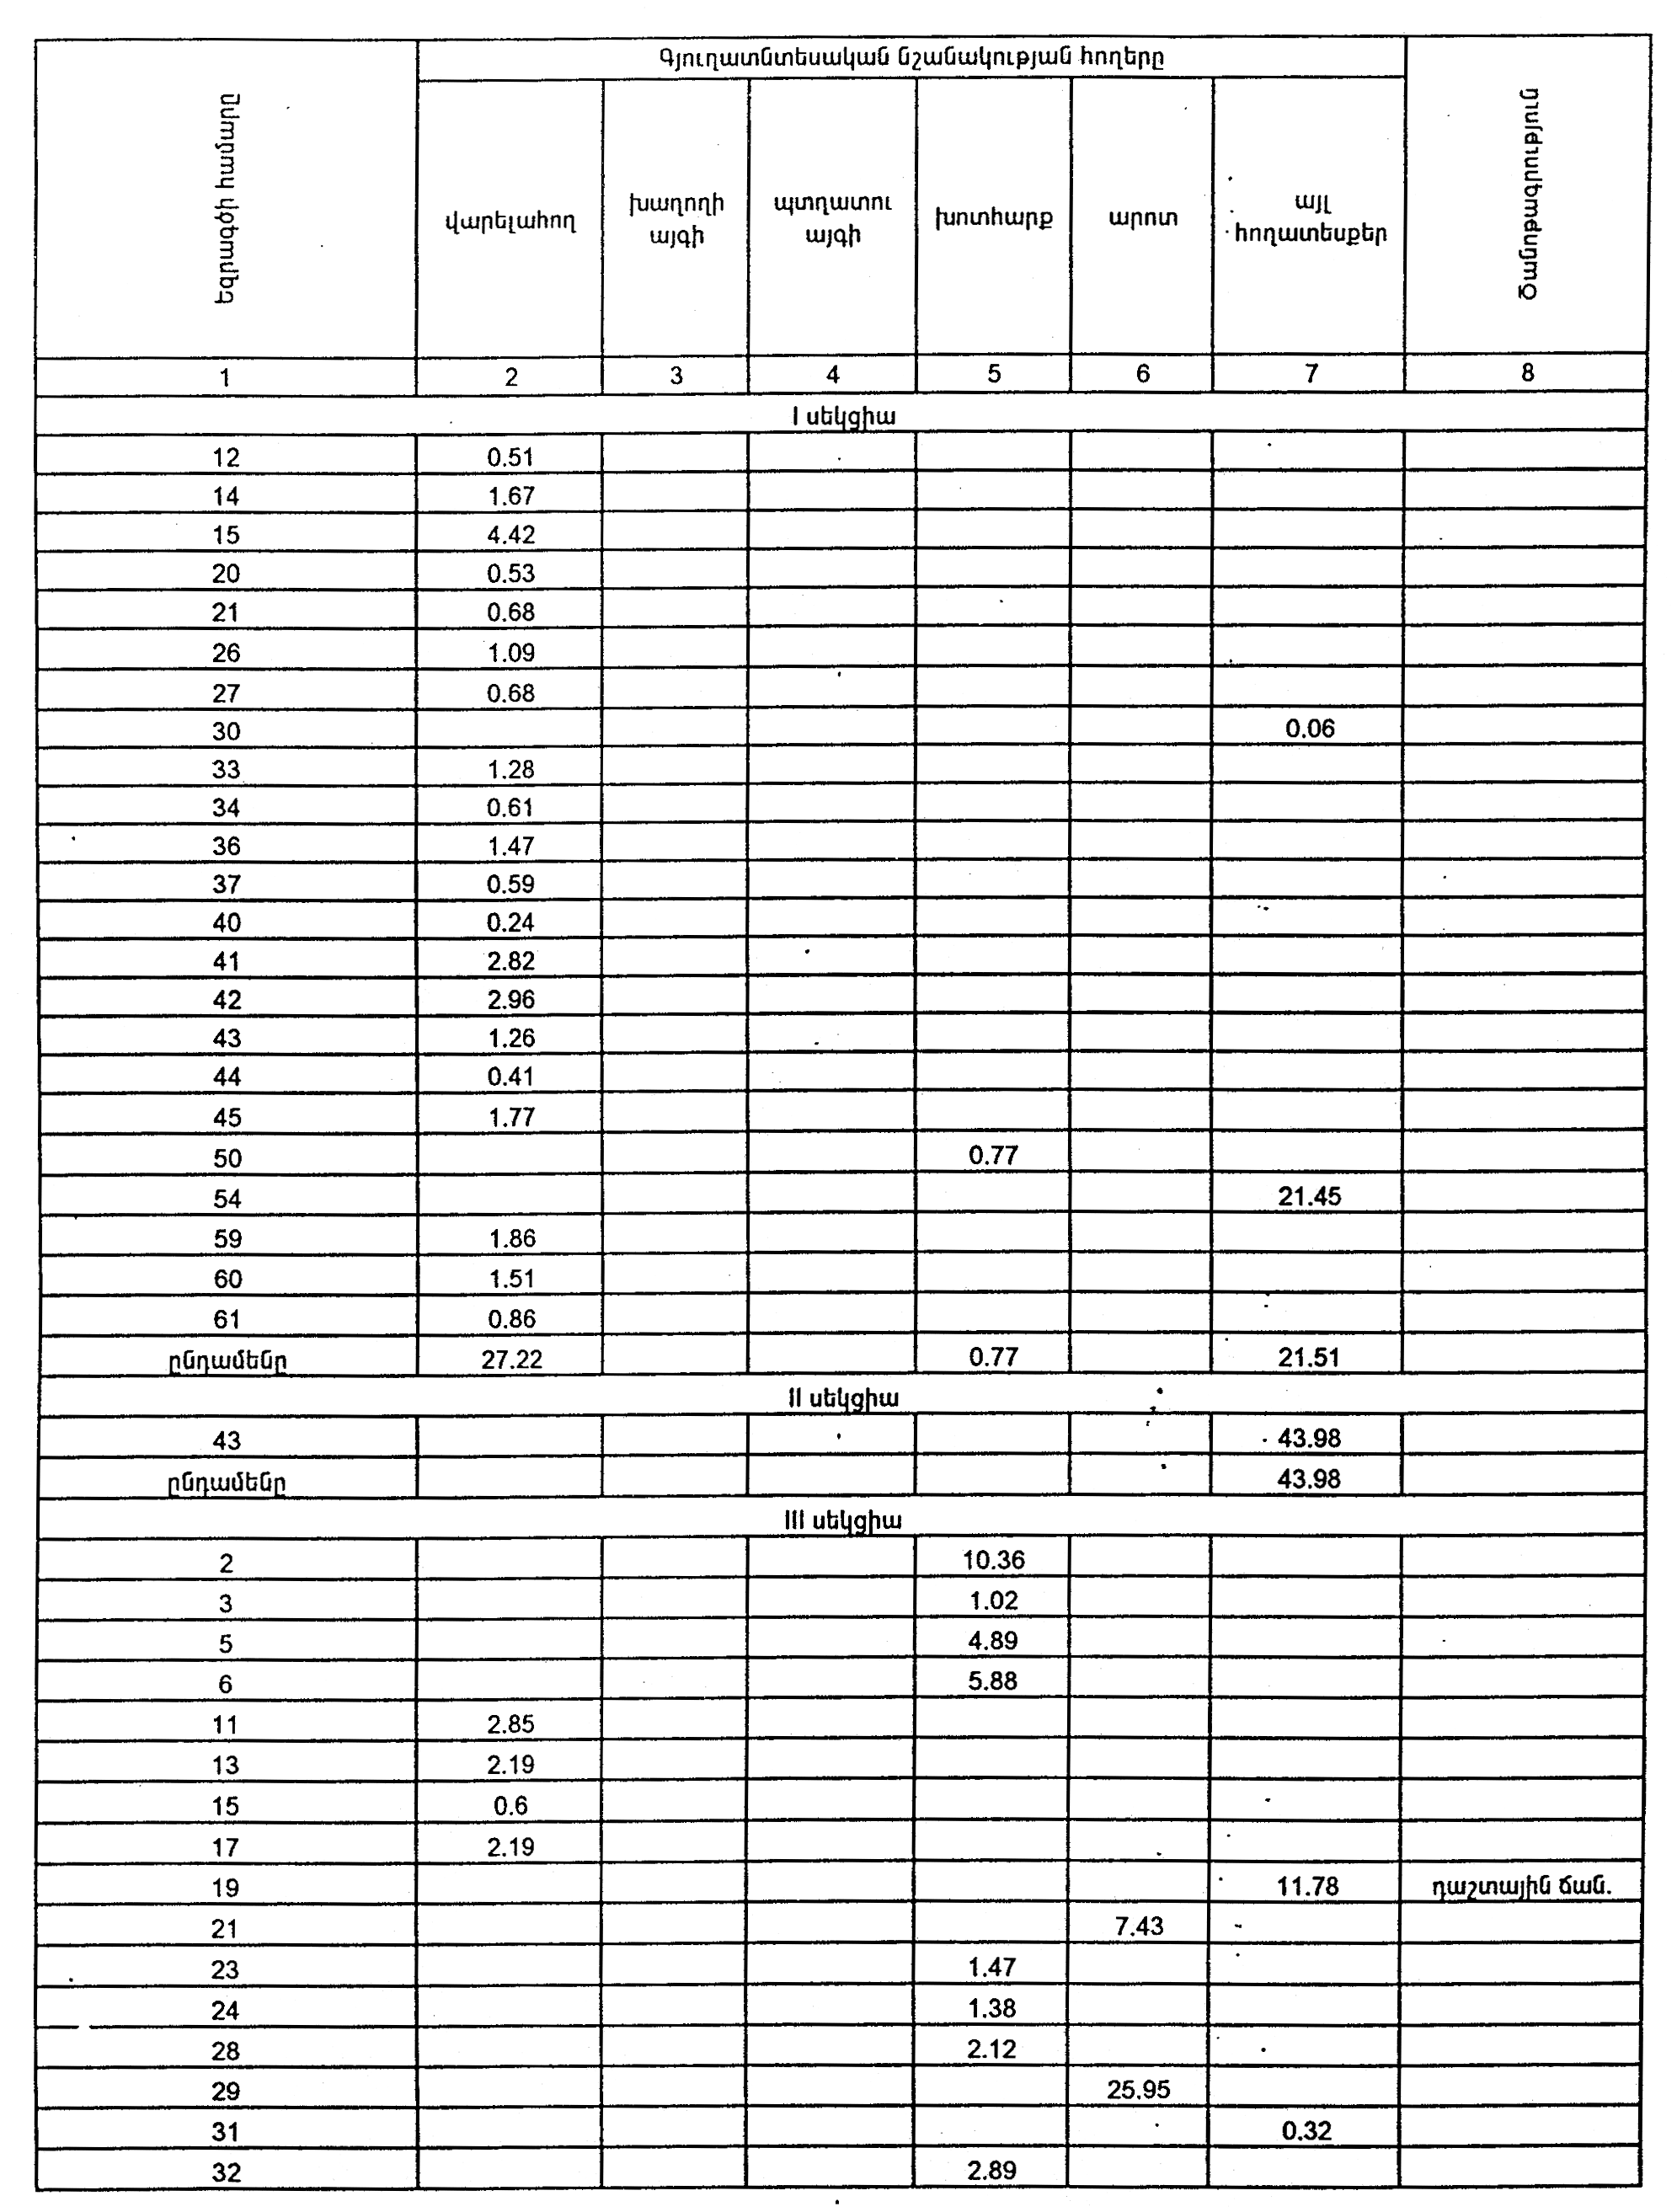 Գյուղատնտեսական նշանակության հողերը
Եզրագծի համարը
վարելահող
խաղողի այգի
պտղատու այգի
խոտհարք
արոտ
այլ հողատեսքեր
Ծանոթագրություն
1 2 3 4 5 6 7 8
I սեկցիա
12 0.51
14 1.67
15 4.42
20 0.53
21 0.68
26 1.09
27 0.68
30 0.06
33 1.28
34 0.61
36 1.47
37 0.59
40 0.24
41 2.82
42 2.96
43 1.26
44 0.41
45 1.77
50 0.77
54 21.45
59 1.86
60 1.51
61 0.86
ընդամենը 27.22 0.77 21.51
II սեկցիա
43 43.98
ընդամենը 43.98
III սեկցիա
2 10.36
3 1.02
5 4.89
6 5.88
11 2.85
13 2.19
15 0.6
17 2.19
19 11.78 դաշտային ճան.
21 7.43
23 1.47
24 1.38
28 2.12
29 25.95
31 0.32
32 2.89